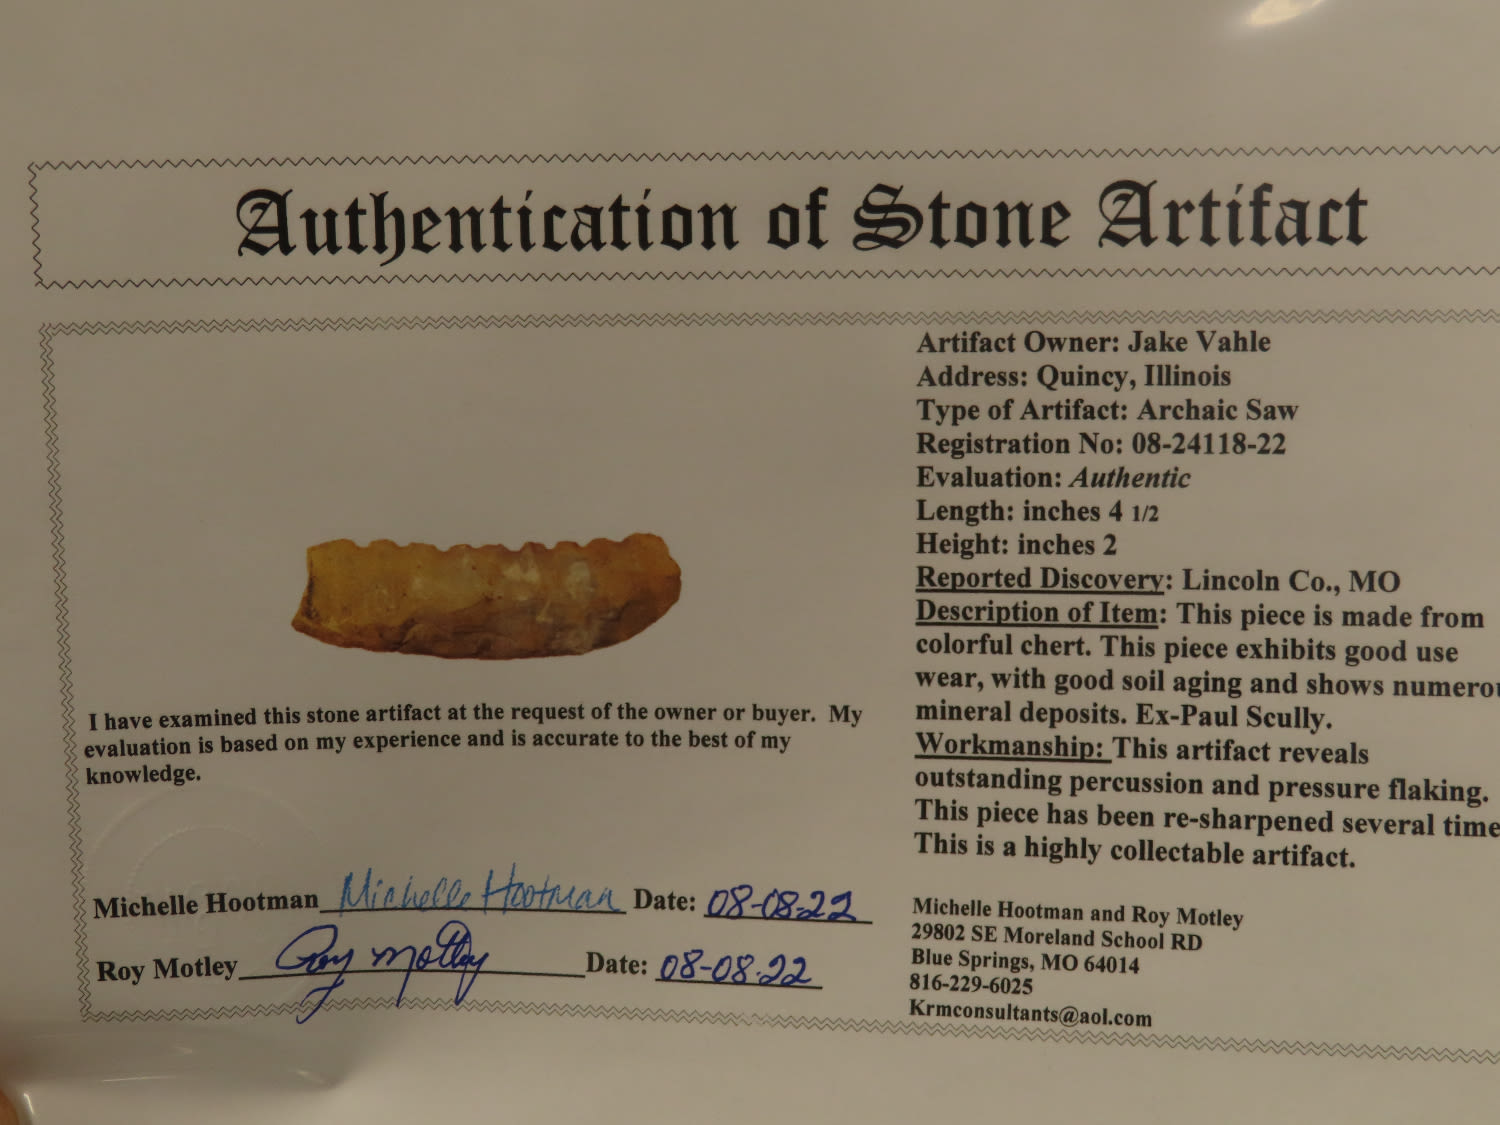 Authentication of Stone Artifact
Artifact Owner: Jake Vahle
Address: Quincy, Illinois
Type of Artifact: Archaic Saw
Registration No: 08-24118-22
Evaluation: Authentic
Length: inches 4 1/2
Height: inches 2
Reported Discovery: Lincoln Co., MO
Description of Item: This piece is made from
colorful chert. This piece exhibits good use
wear, with good soil aging and shows numerou
mineral deposits. Ex-Paul Scully.
Workmanship: This artifact reveals
outstanding percussion and pressure flaking.
This piece has been re-sharpened several time
This is a highly collectable artifact.
I have examined this stone artifact at the request of the owner or buyer. My
evaluation is based on my experience and is accurate to the best of my
knowledge.
Michelle Hootman Michelle Hootman Date: 08-08-22
Roy Motley Roy Motley Date: 08-08-22
Michelle Hootman and Roy Motley
29802 SE Moreland School RD
Blue Springs, MO 64014
816-229-6025
Krmconsultants@aol.com